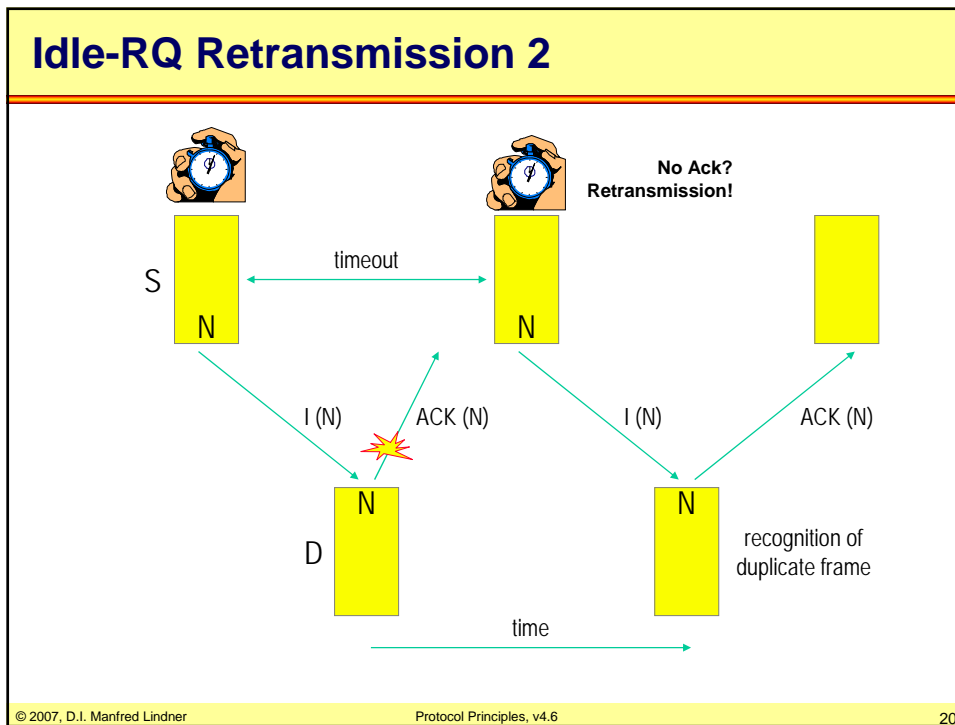 Idle-RQ Retransmission 2
No Ack?
Retransmission!
timeout
S
N
N
I (N)
ACK (N)
I (N)
ACK (N)
N
N
D
recognition of
duplicate frame
time
© 2007, D.I. Manfred Lindner
Protocol Principles, v4.6
20